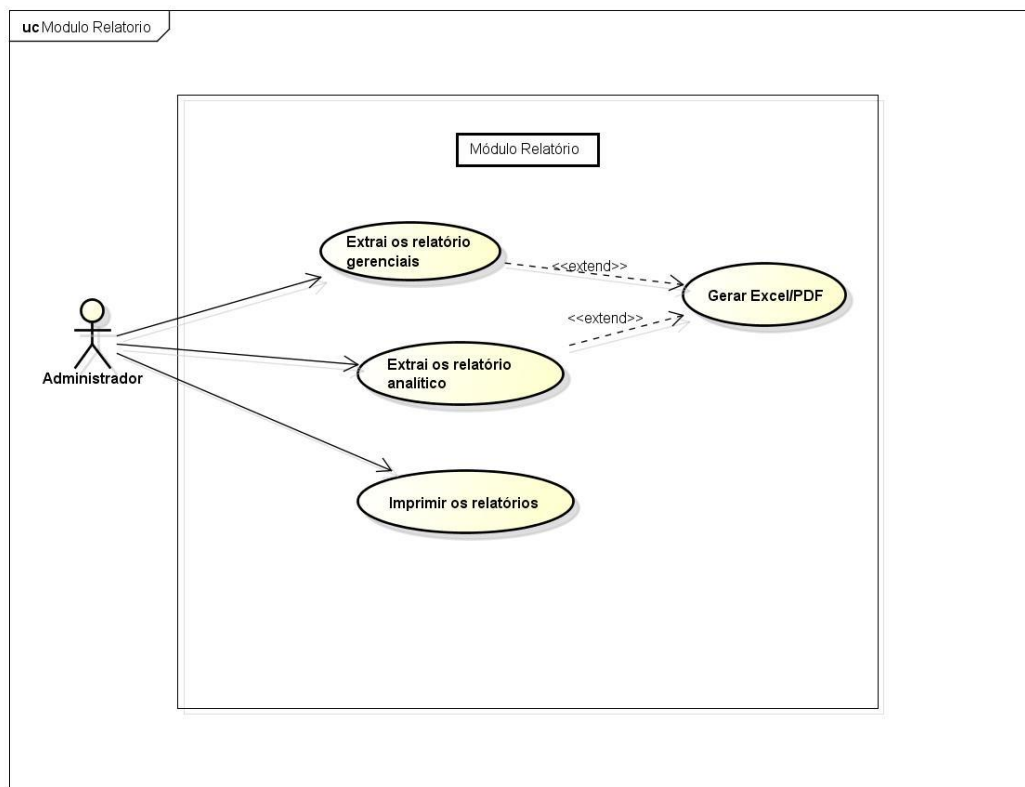 uc Modulo Relatorio
Módulo Relatório
Extrai os relatório
gerenciais
<<extend>>
Gerar Excel/PDF
<<extend>>
Extrai os relatório
analítico
Administrador
Imprimir os relatórios